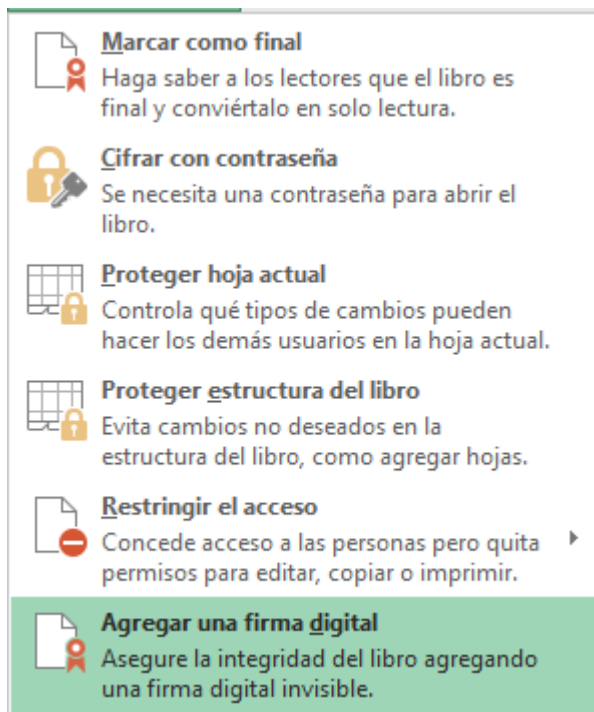 Marcar como final
Haga saber a los lectores que el libro es
final y conviértalo en solo lectura.
Cifrar con contraseña
Se necesita una contraseña para abrir el
libro.
Proteger hoja actual
Controla qué tipos de cambios pueden
hacer los demás usuarios en la hoja actual.
Proteger estructura del libro
Evita cambios no deseados en la
estructura del libro, como agregar hojas.
Restringir el acceso
Concede acceso a las personas pero quita
permisos para editar, copiar o imprimir.
Agregar una firma digital
Asegure la integridad del libro agregando
una firma digital invisible.